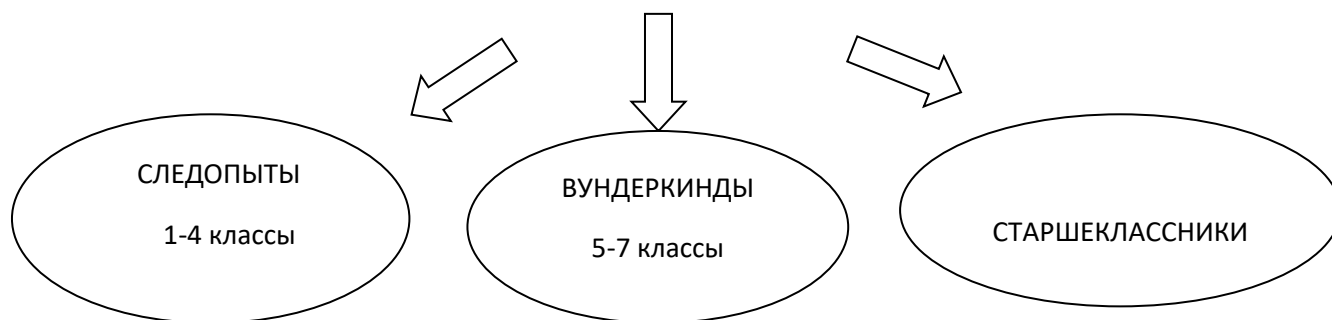 СЛЕДОПЫТЫ
1-4 классы
ВУНДЕРКИНДЫ
5-7 классы
СТАРШЕКЛАССНИКИ